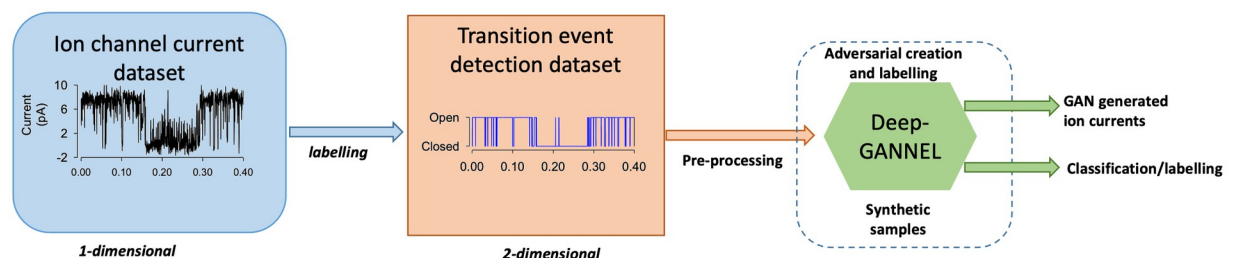 Ion channel current
dataset
Current
(pA)
10
6
2
-2
0.00 0.10 0.20 0.30 0.40
1-dimensional
labelling
Transition event
detection dataset
Open
Closed
0.00 0.10 0.20 0.30 0.40
2-dimensional
Pre-processing
Adversarial creation
and labelling
Deep-
GANNEL
Synthetic
samples
GAN generated
ion currents
Classification/labelling